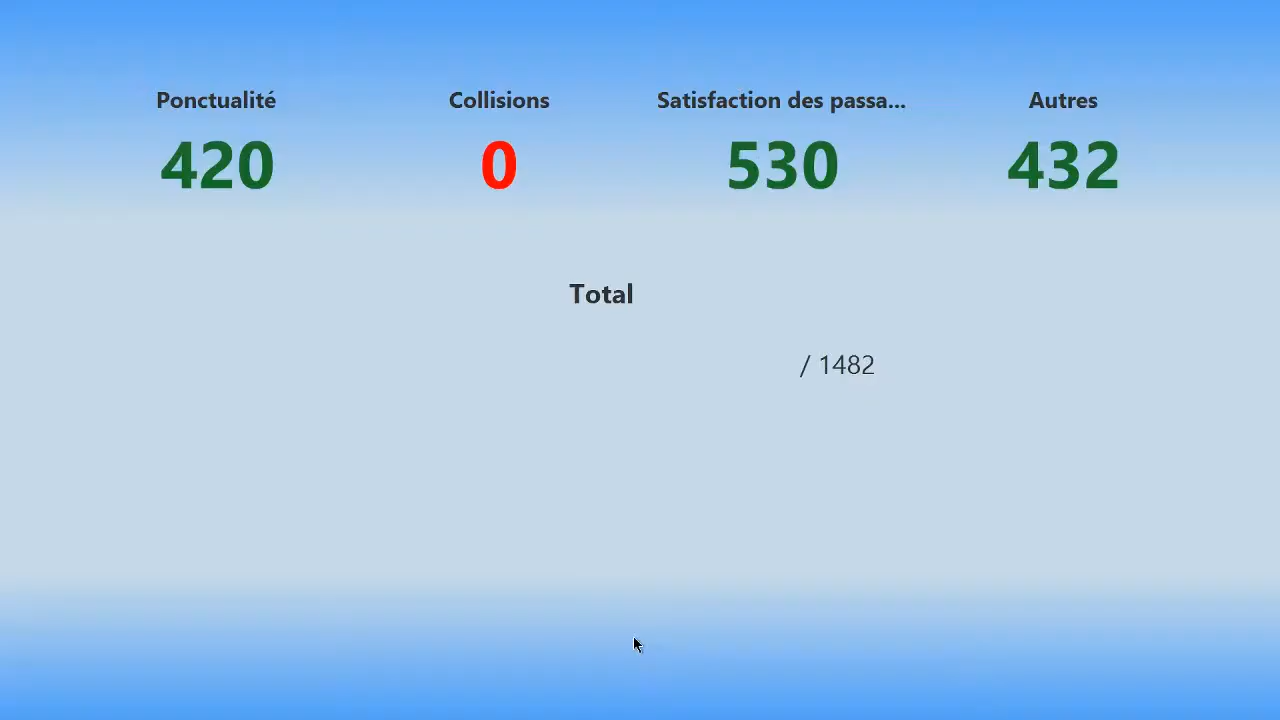 Ponctualité Collisions Satisfaction des passa... Autres
420 0 530 432
Total
/ 1482